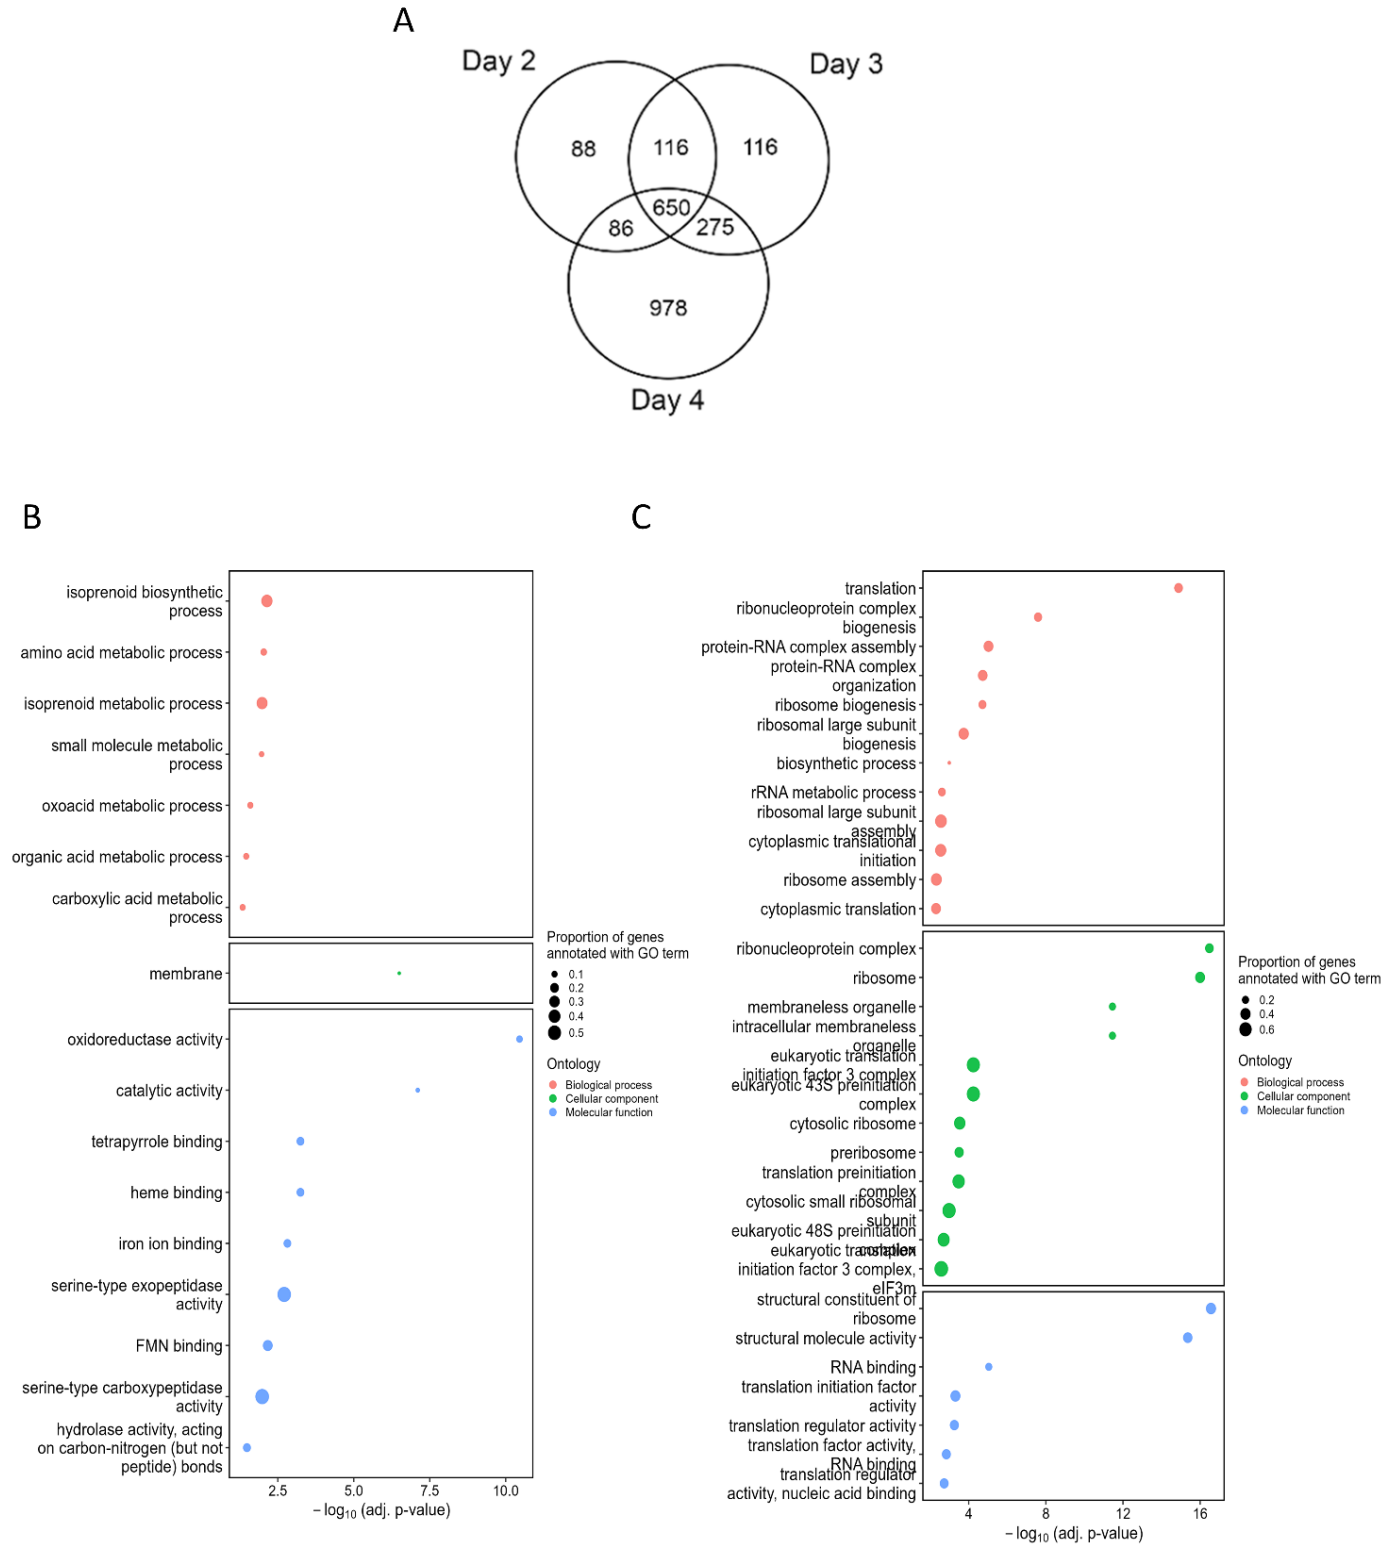 A
Day 2
Day 3
88
116
116
650
86
275
978
Day 4
B
isoprenoid biosynthetic
process
amino acid metabolic process
isoprenoid metabolic process
small molecule metabolic
process
oxoacid metabolic process
organic acid metabolic process
carboxylic acid metabolic
process
membrane
oxidoreductase activity
catalytic activity
tetrapyrrole binding
heme binding
iron ion binding
serine-type exopeptidase
activity
FMN binding
serine-type carboxypeptidase
activity
hydrolase activity, acting
on carbon-nitrogen (but not
peptide) bonds
2.5 5.0 7.5 10.0
−log₁₀ (adj. p-value)
Proportion of genes
annotated with GO term
0.1
0.2
0.3
0.4
0.5
Ontology
Biological process
Cellular component
Molecular function
C
translation
ribonucleoprotein complex
biogenesis
protein-RNA complex assembly
protein-RNA complex
organization
ribosome biogenesis
ribosomal large subunit
biogenesis
biosynthetic process
rRNA metabolic process
ribosomal large subunit
assembly
cytoplasmic translational
initiation
ribosome assembly
cytoplasmic translation
ribonucleoprotein complex
ribosome
membraneless organelle
intracellular membraneless
organelle
eukaryotic translation
initiation factor 3 complex
eukaryotic 43S preinitiation
complex
cytosolic ribosome
preribosome
translation preinitiation
complex
cytosolic small ribosomal
subunit
eukaryotic 48S preinitiation
complex
eukaryotic translation
initiation factor 3 complex,
eIF3m
structural constituent of
ribosome
structural molecule activity
RNA binding
translation initiation factor
activity
translation regulator activity
translation factor activity,
RNA binding
translation regulator
activity, nucleic acid binding
4 8 12 16
−log₁₀ (adj. p-value)
Proportion of genes
annotated with GO term
0.2
0.4
0.6
Ontology
Biological process
Cellular component
Molecular function